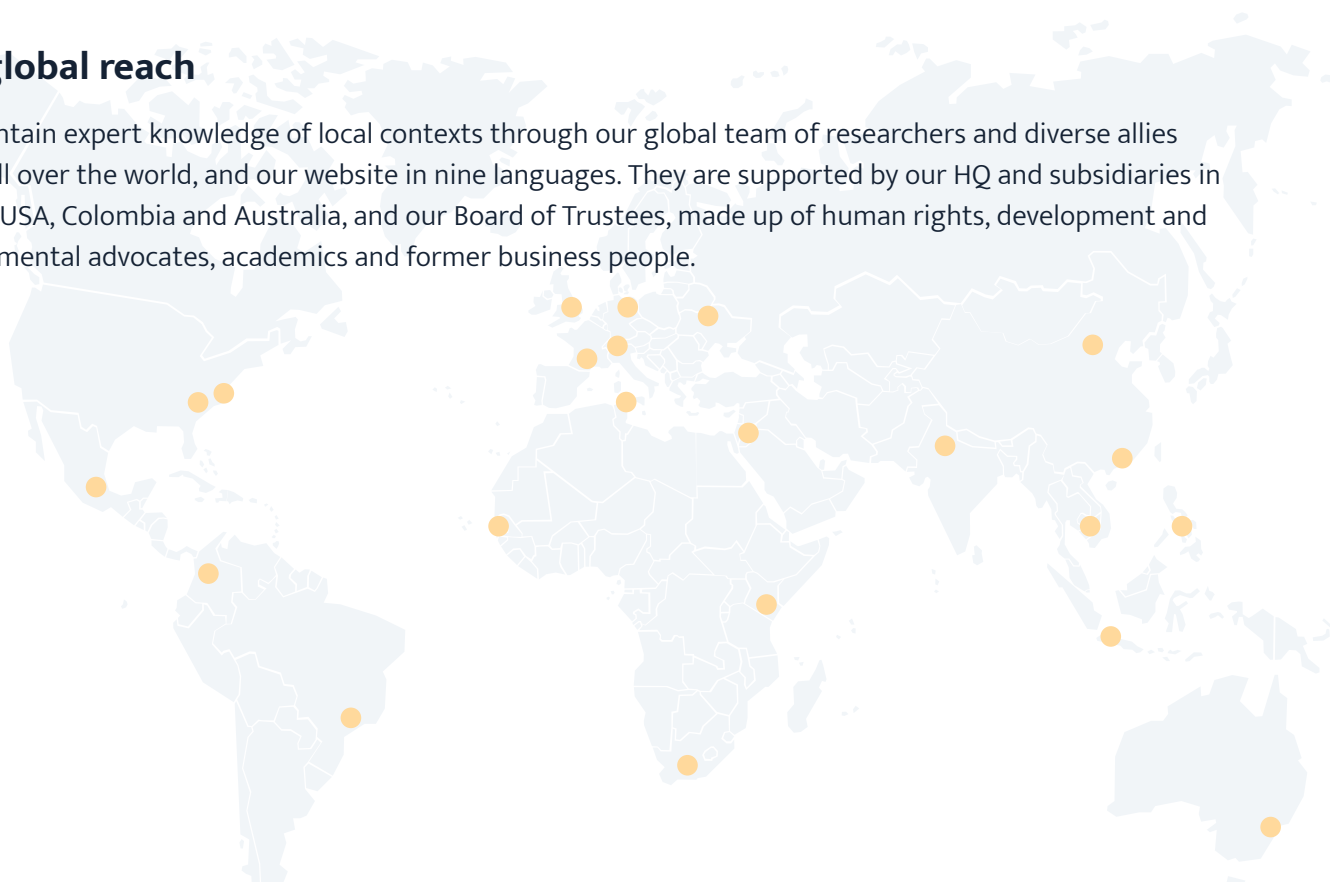 global reach
ntain expert knowledge of local contexts through our global team of researchers and diverse allies
ll over the world, and our website in nine languages. They are supported by our HQ and subsidiaries in
USA, Colombia and Australia, and our Board of Trustees, made up of human rights, development and
mental advocates, academics and former business people.